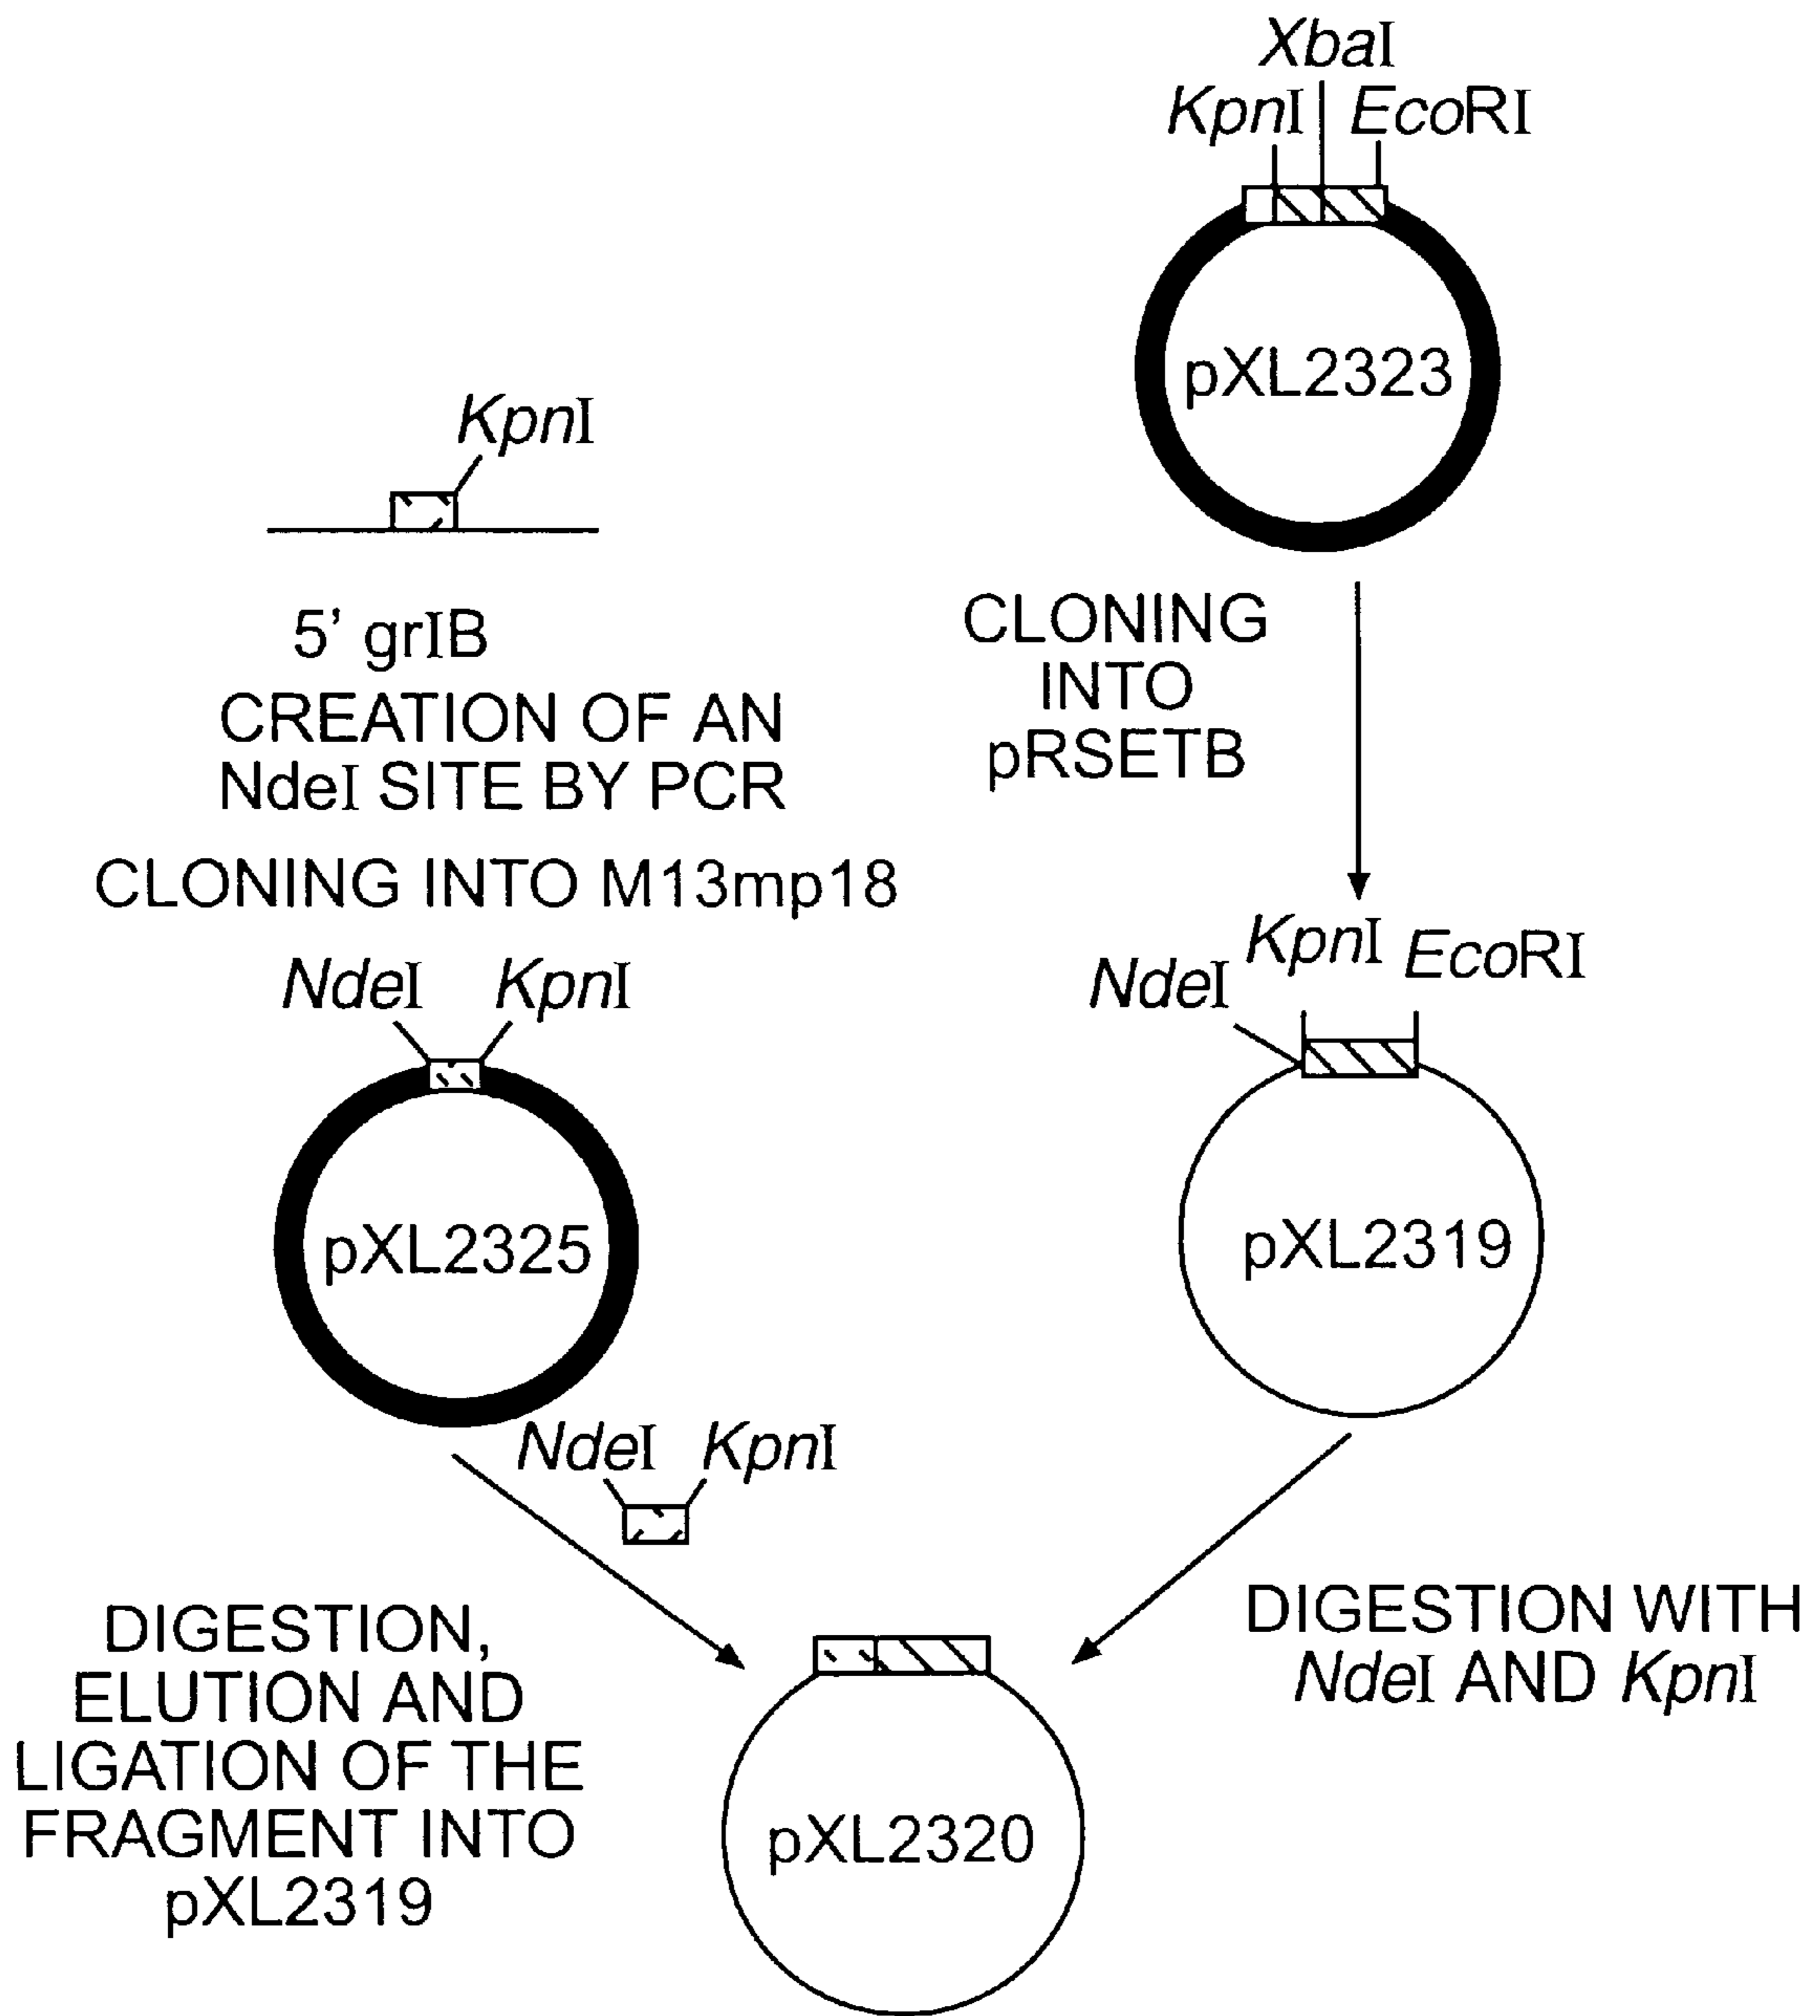 XbaI
KpnI EcoRI
pXL2323
KpnI
5' grIB
CREATION OF AN
NdeI SITE BY PCR
CLONING INTO M13mp18
CLONING
INTO
pRSETB
NdeI KpnI
pXL2325
NdeI KpnI EcoRI
pXL2319
NdeI KpnI
DIGESTION,
ELUTION AND
LIGATION OF THE
FRAGMENT INTO
pXL2319
DIGESTION WITH
NdeI AND KpnI
pXL2320